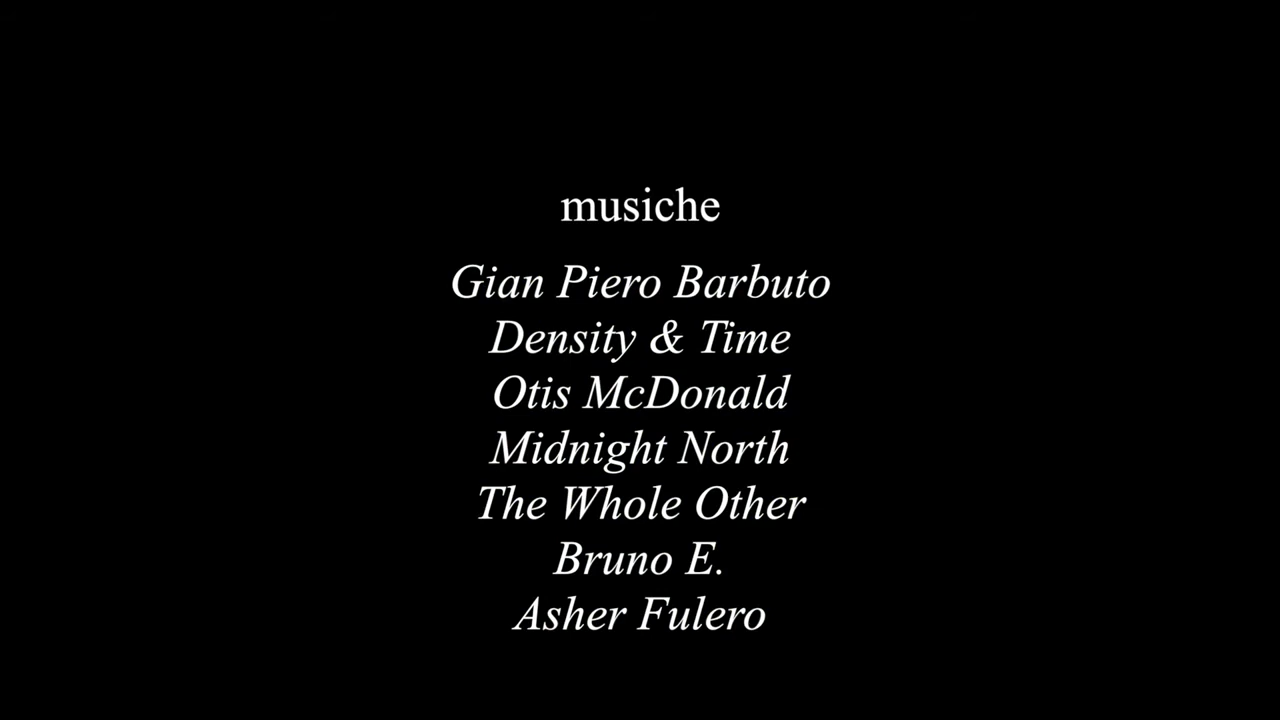 musiche
Gian Piero Barbuto
Density & Time
Otis McDonald
Midnight North
The Whole Other
Bruno E.
Asher Fulero